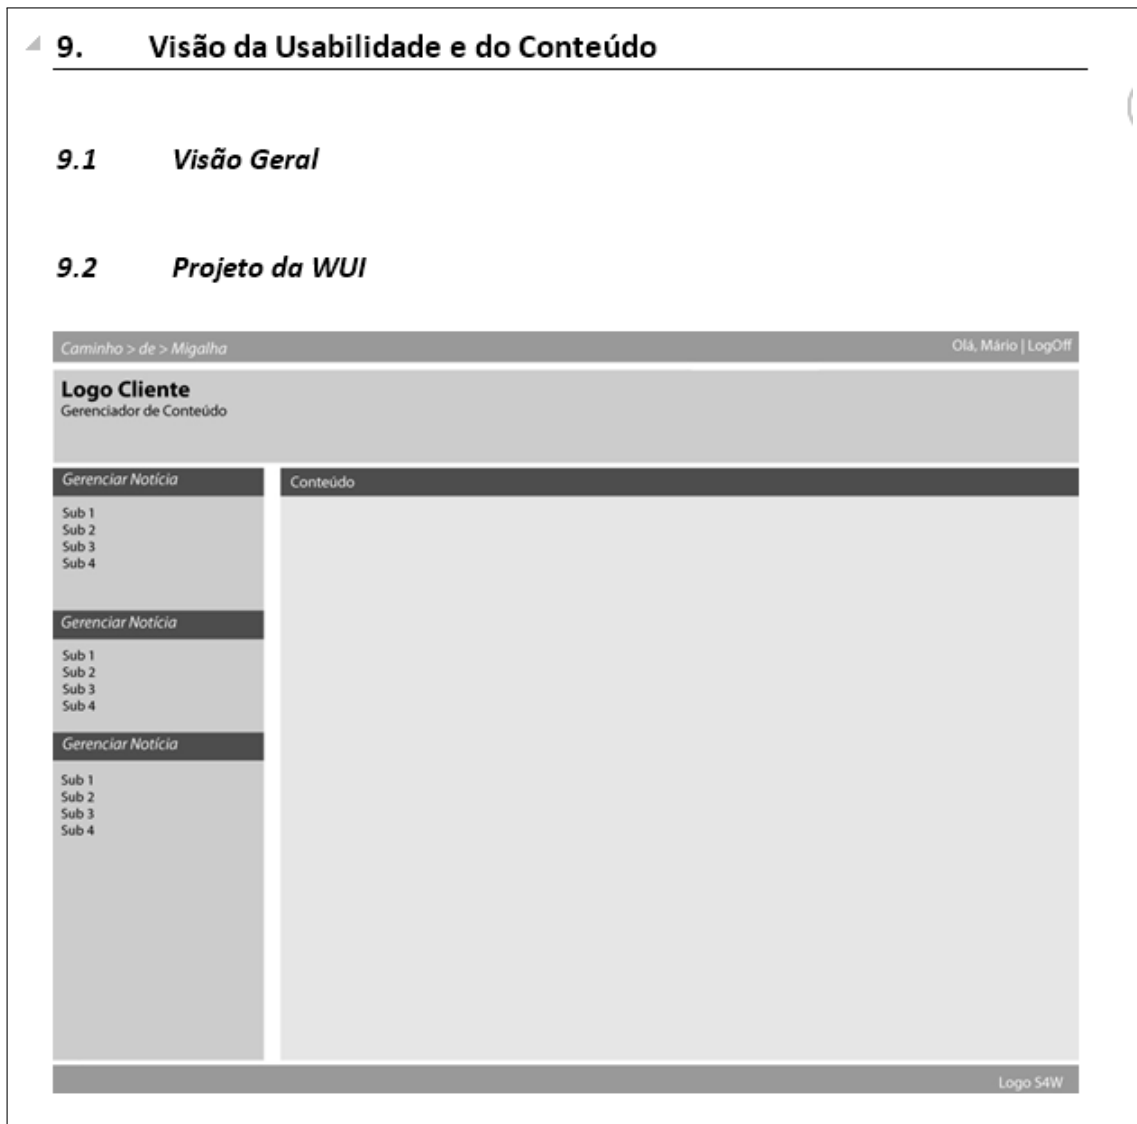 9. Visão da Usabilidade e do Conteúdo
9.1 Visão Geral
9.2 Projeto da WUI
Caminho > de > Migalha
Olá, Mário | LogOff
Logo Cliente
Gerenciador de Conteúdo
Gerenciar Notícia
Sub 1
Sub 2
Sub 3
Sub 4
Gerenciar Notícia
Sub 1
Sub 2
Sub 3
Sub 4
Gerenciar Notícia
Sub 1
Sub 2
Sub 3
Sub 4
Conteúdo
Logo S4W